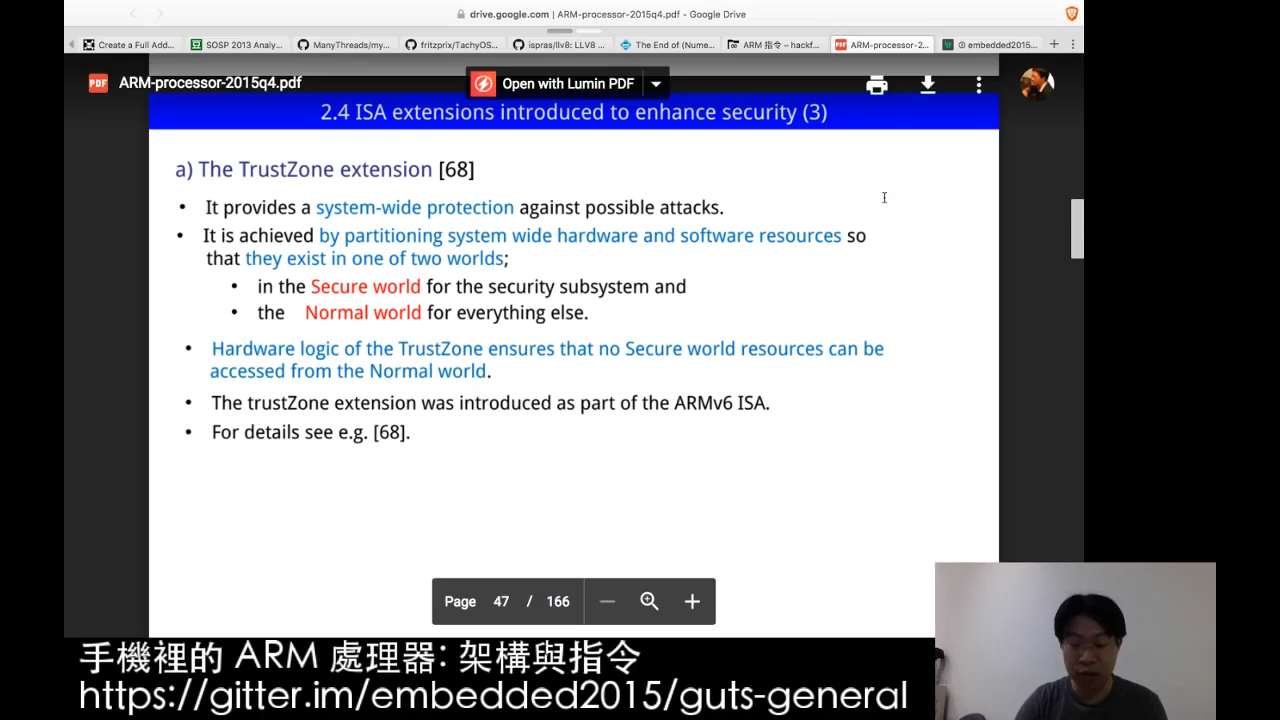 drive.google.com | ARM-processor-2015q4.pdf - Google Drive
Create a Full Add... SOSP 2013 Analy... ManyThreads/my... fritzprix/TachyOS... ispras/llv8: LLV8 ... The End of (Nume... ARM 指令 – hackf... ARM-processor-2... embedded2015...
PDF ARM-processor-2015q4.pdf Open with Lumin PDF
2.4 ISA extensions introduced to enhance security (3)
a) The TrustZone extension [68]
• It provides a system-wide protection against possible attacks.
• It is achieved by partitioning system wide hardware and software resources so
that they exist in one of two worlds;
• in the Secure world for the security subsystem and
• the Normal world for everything else.
• Hardware logic of the TrustZone ensures that no Secure world resources can be
accessed from the Normal world.
• The trustZone extension was introduced as part of the ARMv6 ISA.
• For details see e.g. [68].
Page 47 / 166
手機裡的 ARM 處理器: 架構與指令
https://gitter.im/embedded2015/guts-general